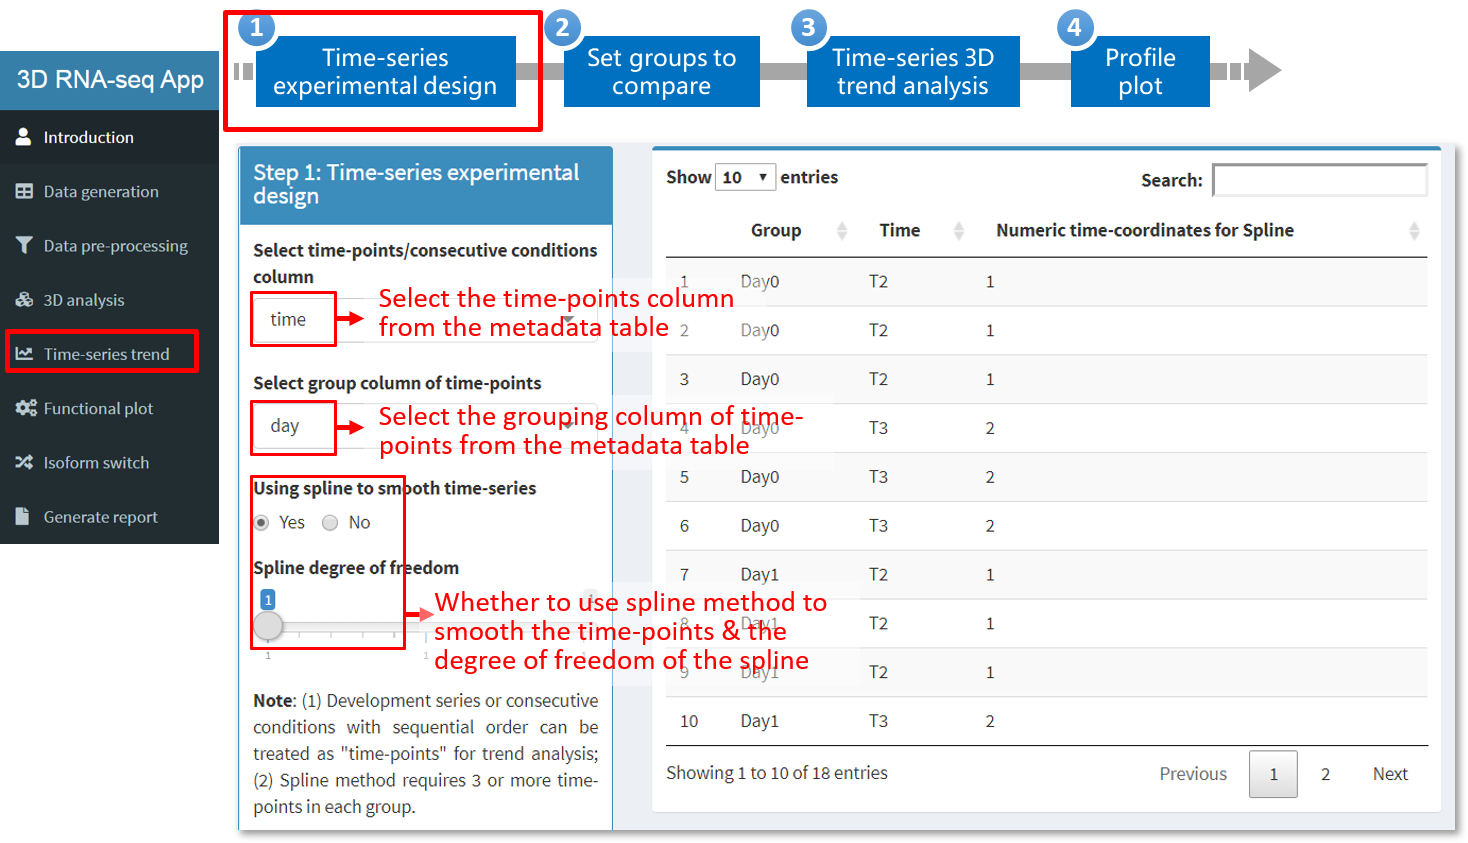 1
2
3
4
Time-series
experimental design
Set groups to
compare
Time-series 3D
trend analysis
Profile
plot
3D RNA-seq App
Introduction
Data generation
Data pre-processing
3D analysis
Time-series trend
Functional plot
Isoform switch
Generate report
Step 1: Time-series experimental
design
Select time-points/consecutive conditions
column
time
Select the time-points column
from the metadata table
Select group column of time-points
day
Select the grouping column of time-
points from the metadata table
Using spline to smooth time-series
Yes No
Spline degree of freedom
1 1
1 1 1
Whether to use spline method to
smooth the time-points & the
degree of freedom of the spline
Note: (1) Development series or consecutive
conditions with sequential order can be
treated as "time-points" for trend analysis;
(2) Spline method requires 3 or more time-
points in each group.
Show 10 entries
Search:
Group Time Numeric time-coordinates for Spline
1 Day0 T2 1
2 Day0 T2 1
3 Day0 T2 1
4 Day0 T3 2
5 Day0 T3 2
6 Day0 T3 2
7 Day1 T2 1
8 Day1 T2 1
9 Day1 T2 1
10 Day1 T3 2
Showing 1 to 10 of 18 entries
Previous 1 2 Next